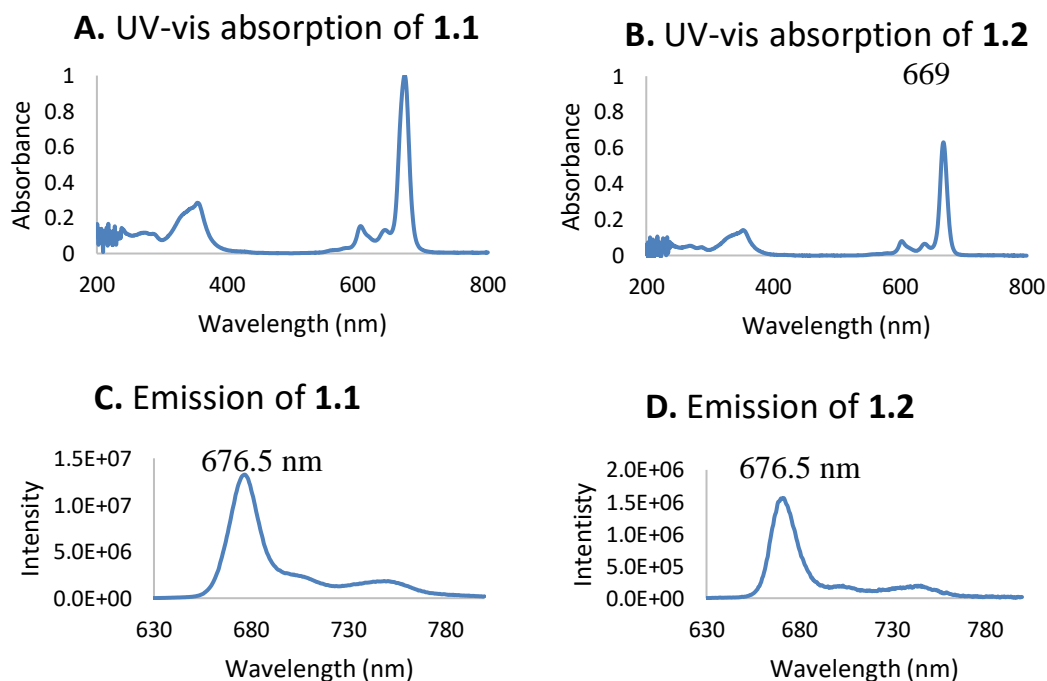 A. UV-vis absorption of 1.1
Absorbance
1
0.8
0.6
0.4
0.2
0
200
400
600
800
Wavelength (nm)
B. UV-vis absorption of 1.2
669
Absorbance
1
0.8
0.6
0.4
0.2
0
200
400
600
800
Wavelength (nm)
C. Emission of 1.1
676.5 nm
Intensity
1.5E+07
1.0E+07
5.0E+06
0.0E+00
630
680
730
780
Wavelength (nm)
D. Emission of 1.2
676.5 nm
Intentisty
2.0E+06
1.5E+06
1.0E+06
5.0E+05
0.0E+00
630
680
730
780
Wavelength (nm)